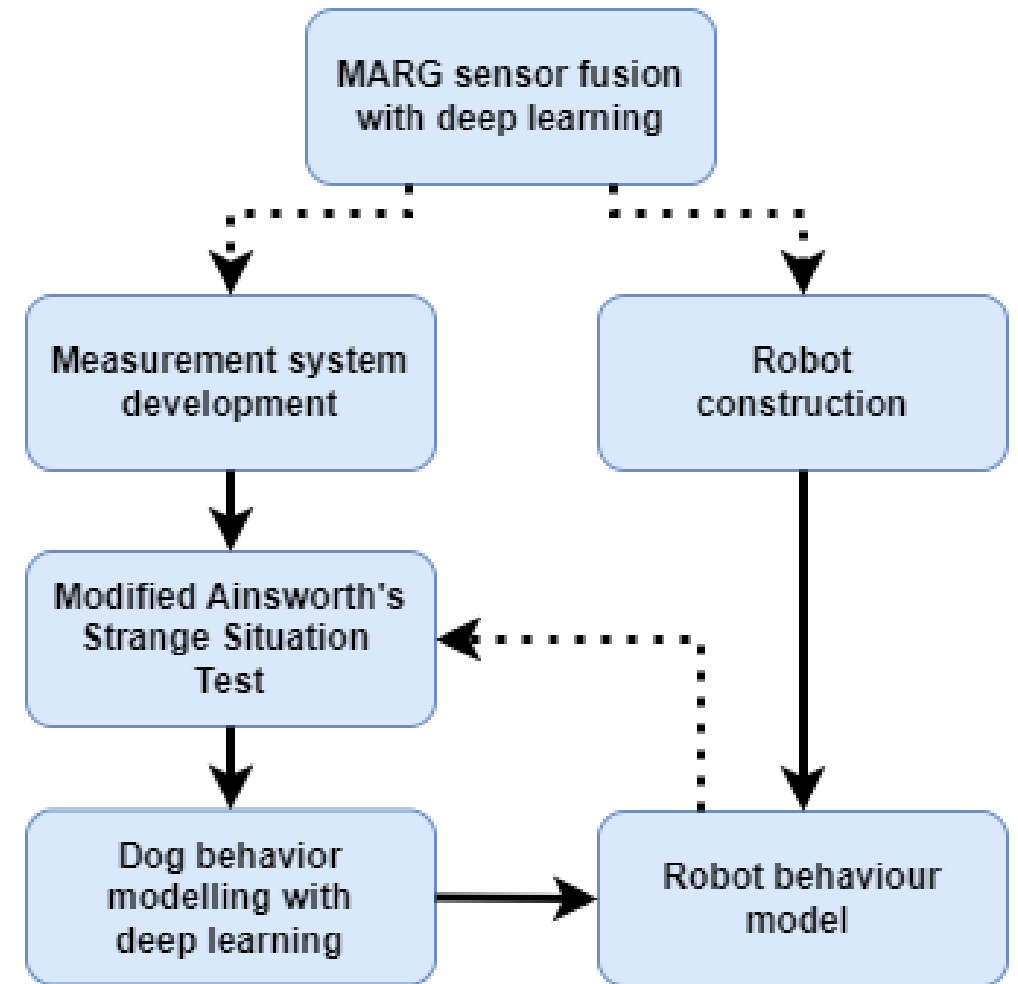 MARG sensor fusion
with deep learning
Measurement system
development
Robot
construction
Modified Ainsworth's
Strange Situation
Test
Dog behavior
modelling with
deep learning
Robot behaviour
model